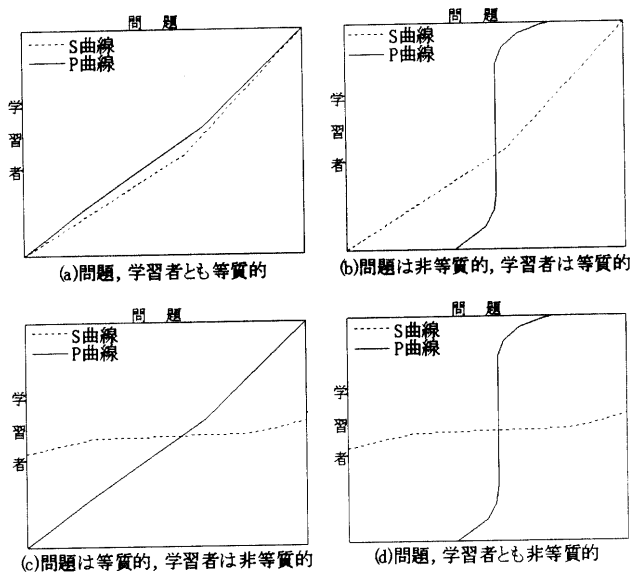 問 題
S曲線
P曲線
学
習
者
(a)問題,学習者とも等質的
問 題
S曲線
P曲線
学
習
者
(b)問題は非等質的,学習者は等質的
問 題
S曲線
P曲線
学
習
者
(c)問題は等質的,学習者は非等質的
問 題
S曲線
P曲線
学
習
者
(d)問題,学習者とも非等質的